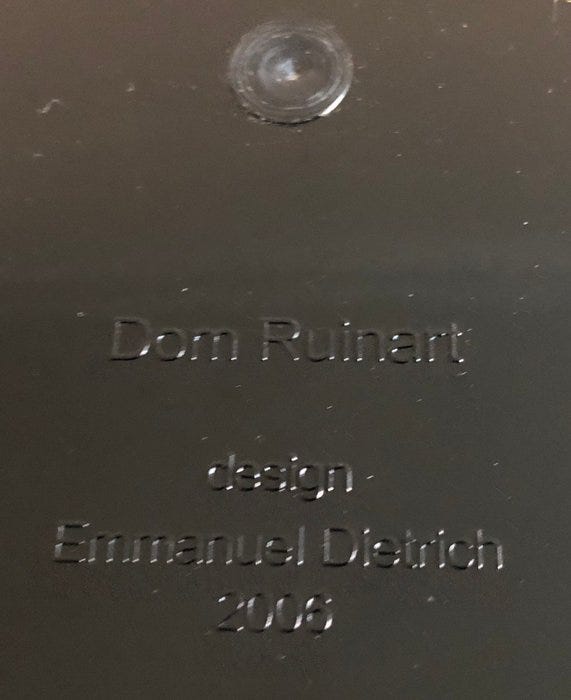 Dom Ruinart
design
Emmanuel Dietrich
2006